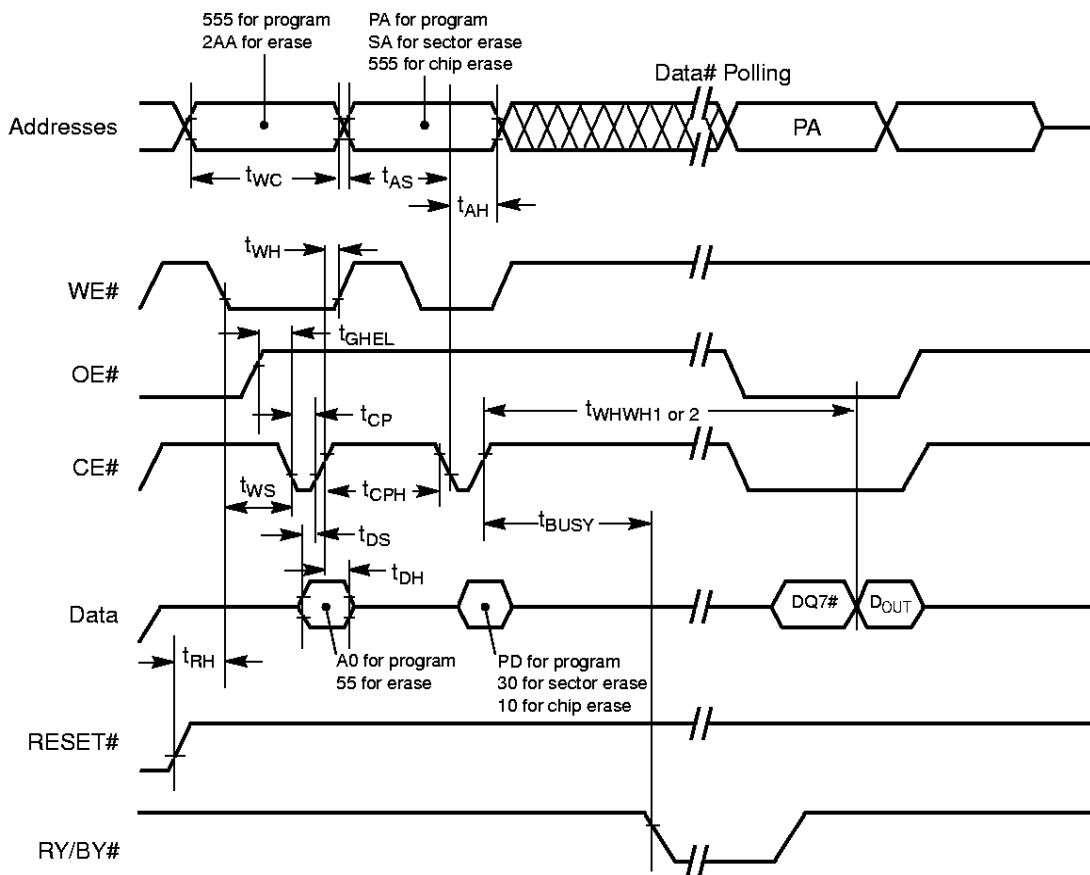 555 for program
2AA for erase
PA for program
SA for sector erase
555 for chip erase
Data# Polling
Addresses
PA
tWC
tAS
tAH
tWH
WE#
tGHEL
OE#
tWHWH1 or 2
tCP
CE#
tWS
tCPH
tBUSY
tDS
tDH
Data
DQ7#
DOUT
tRH
A0 for program
55 for erase
PD for program
30 for sector erase
10 for chip erase
RESET#
RY/BY#